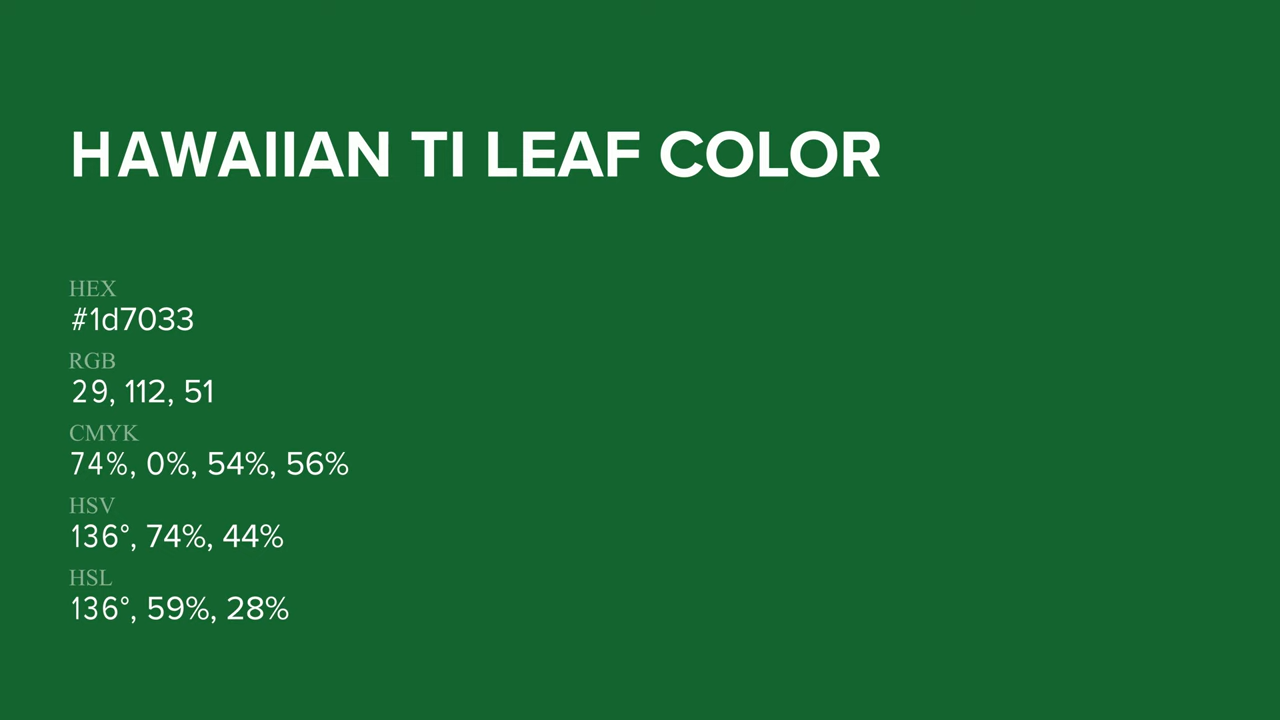 HAWAIIAN TI LEAF COLOR
HEX
#1d7033
RGB
29, 112, 51
CMYK
74%, 0%, 54%, 56%
HSV
136°, 74%, 44%
HSL
136°, 59%, 28%